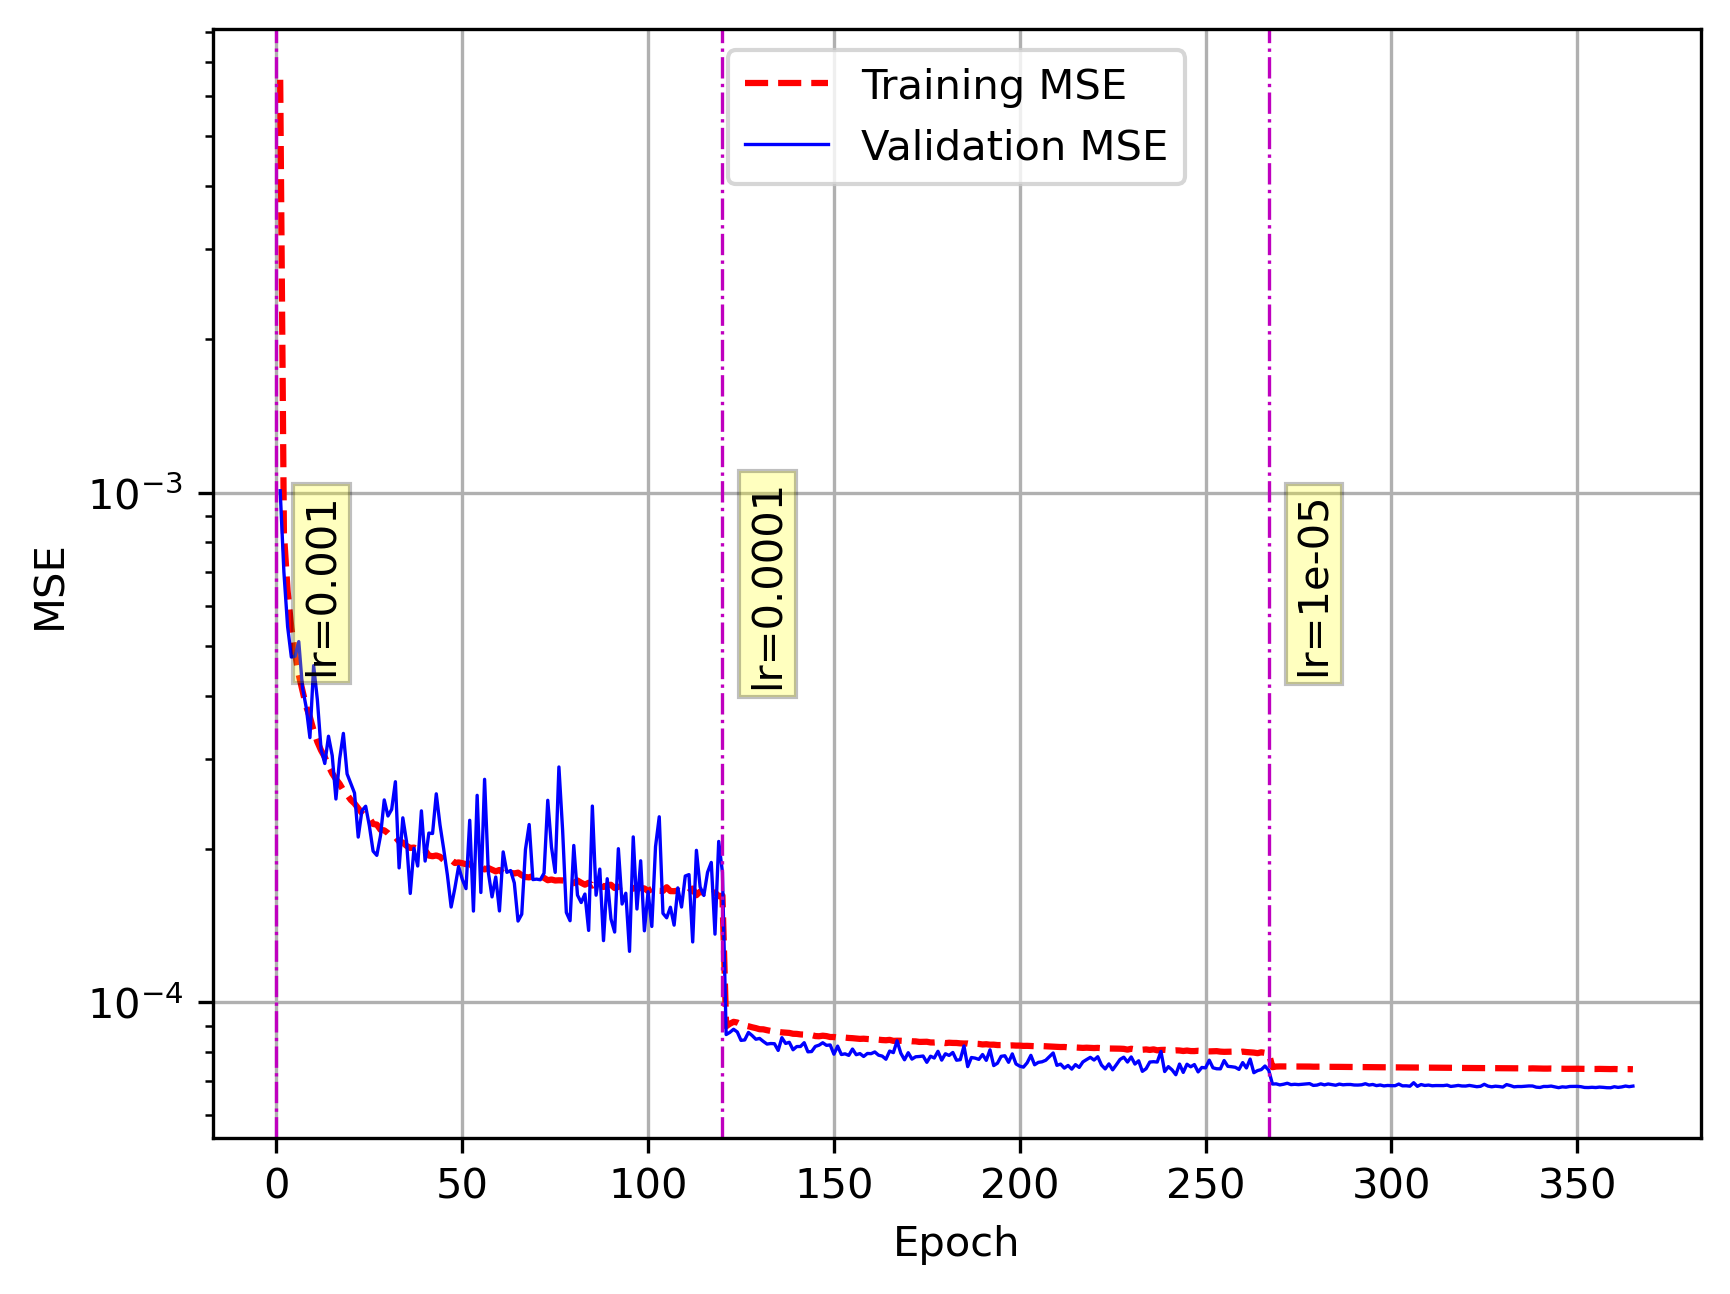 Training MSE
Validation MSE
10⁻³
10⁻⁴
MSE
lr=0.001
lr=0.0001
lr=1e-05
0 50 100 150 200 250 300 350
Epoch